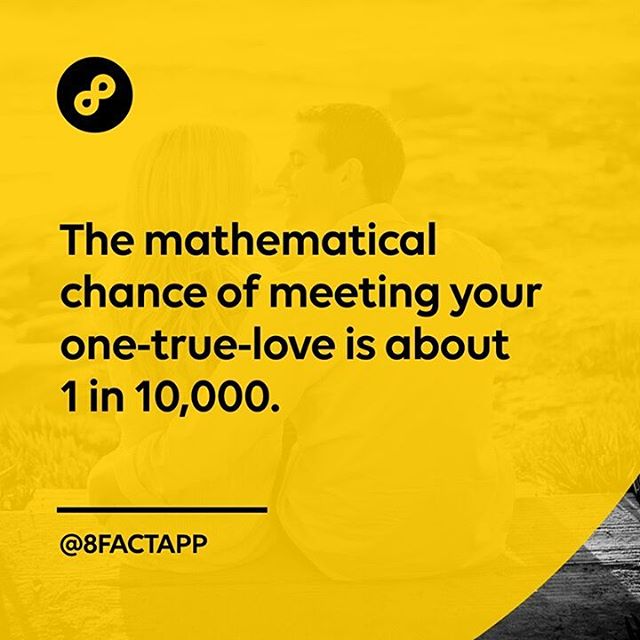 The mathematical
chance of meeting your
one-true-love is about
1 in 10,000.
@8FACTAPP